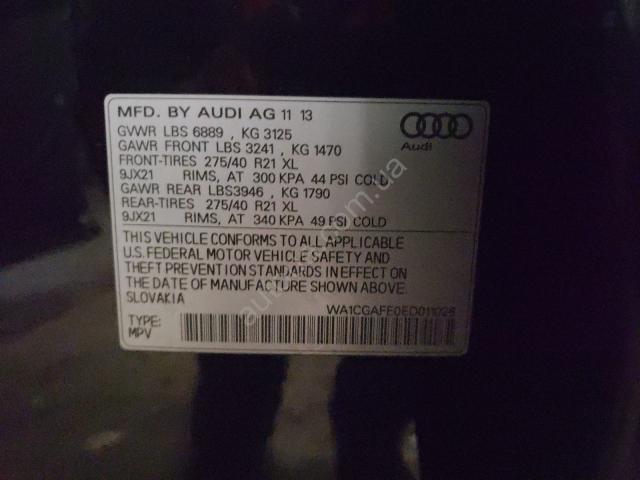 MFD. BY AUDI AG 11 13
GVWR LBS 6889 , KG 3125
GAWR FRONT LBS 3241 , KG 1470
FRONT-TIRES 275/40 R21 XL
9JX21 RIMS, AT 300 KPA 44 PSI COLD
GAWR REAR LBS3946 , KG 1790
REAR-TIRES 275/40 R21 XL
9JX21 RIMS, AT 340 KPA 49 PSI COLD
Audi
THIS VEHICLE CONFORMS TO ALL APPLICABLE
U.S. FEDERAL MOTOR VEHICLE SAFETY AND
THEFT PREVENTION STANDARDS IN EFFECT ON
THE DATE OF MANUFACTURE SHOWN ABOVE.
SLOVAKIA
WA1CGAFE0ED011026
TYPE:
MPV